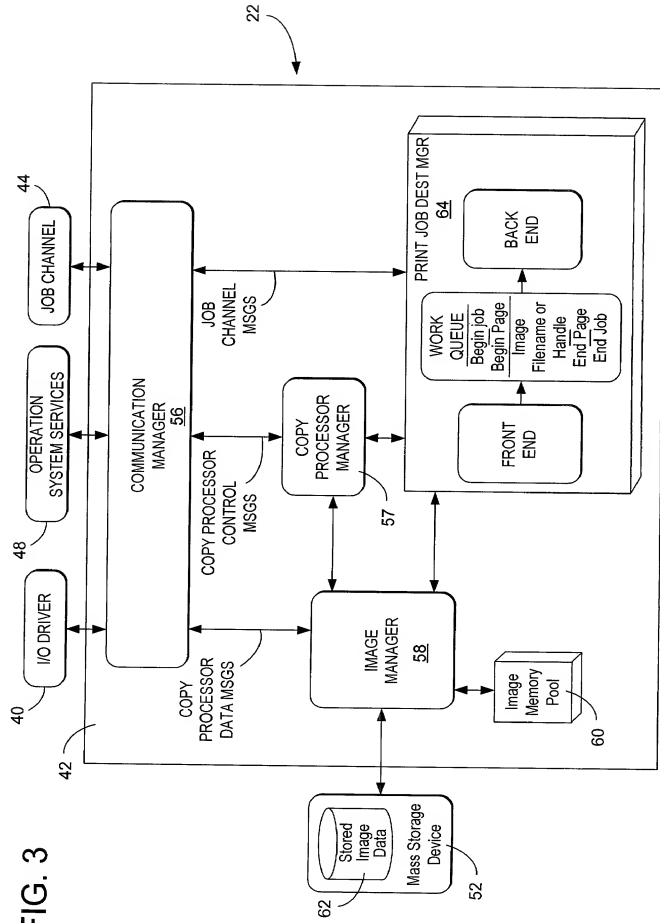 FIG. 3
22
40
I/O DRIVER
48
OPERATION
SYSTEM SERVICES
44
JOB CHANNEL
42
COMMUNICATION
MANAGER 56
COPY
PROCESSOR
DATA MSGS
COPY PROCESSOR
CONTROL
MSGS
JOB
CHANNEL
MSGS
COPY
PROCESSOR
MANAGER
57
IMAGE
MANAGER
58
Stored
Image
Data
Mass Storage
Device
62
52
Image
Memory
Pool
60
PRINT JOB DEST MGR
64
FRONT
END
WORK
QUEUE
Begin job
Begin Page
Image
Filename or
Handle
End Page
End Job
BACK
END